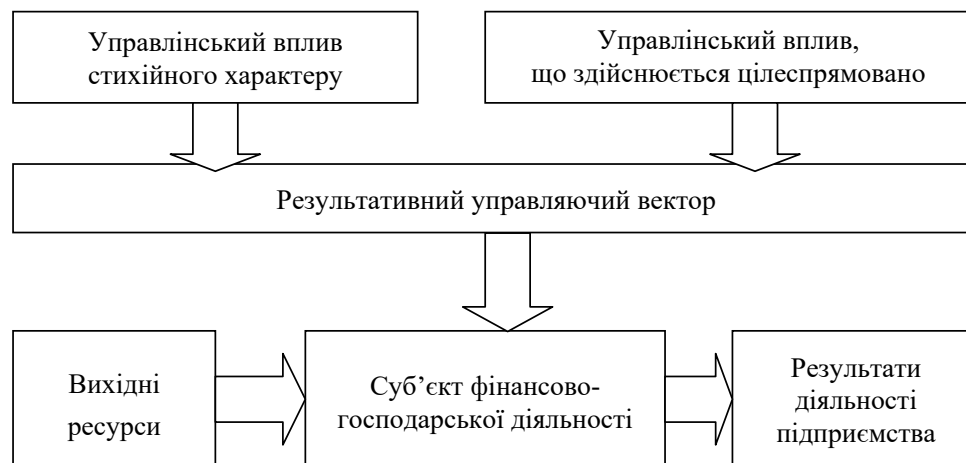 Управлінський вплив
стихійного характеру
Управлінський вплив,
що здійснюється цілеспрямовано
Результативний управляючий вектор
Вихідні
ресурси
Суб’єкт фінансово-
господарської діяльності
Результати
діяльності
підприємства